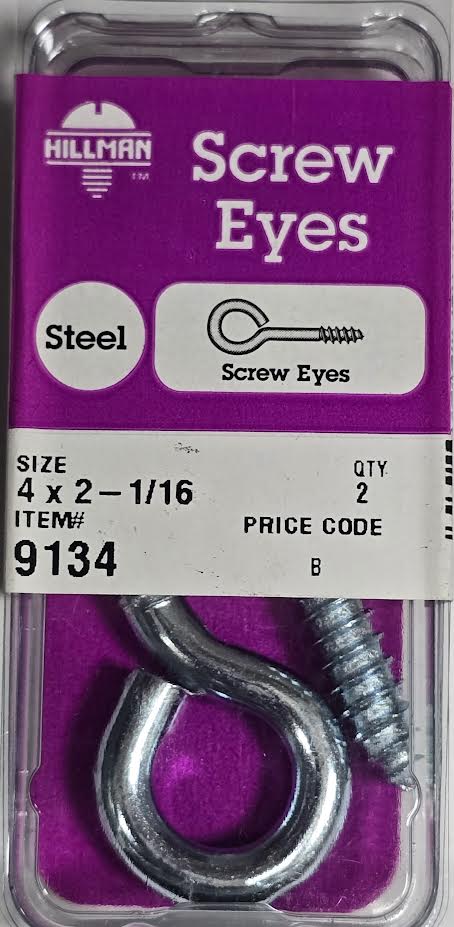 HILLMAN
TM
Screw
Eyes
Steel
Screw Eyes
SIZE
4 x 2-1/16
QTY.
2
ITEM#
9134
PRICE CODE
B